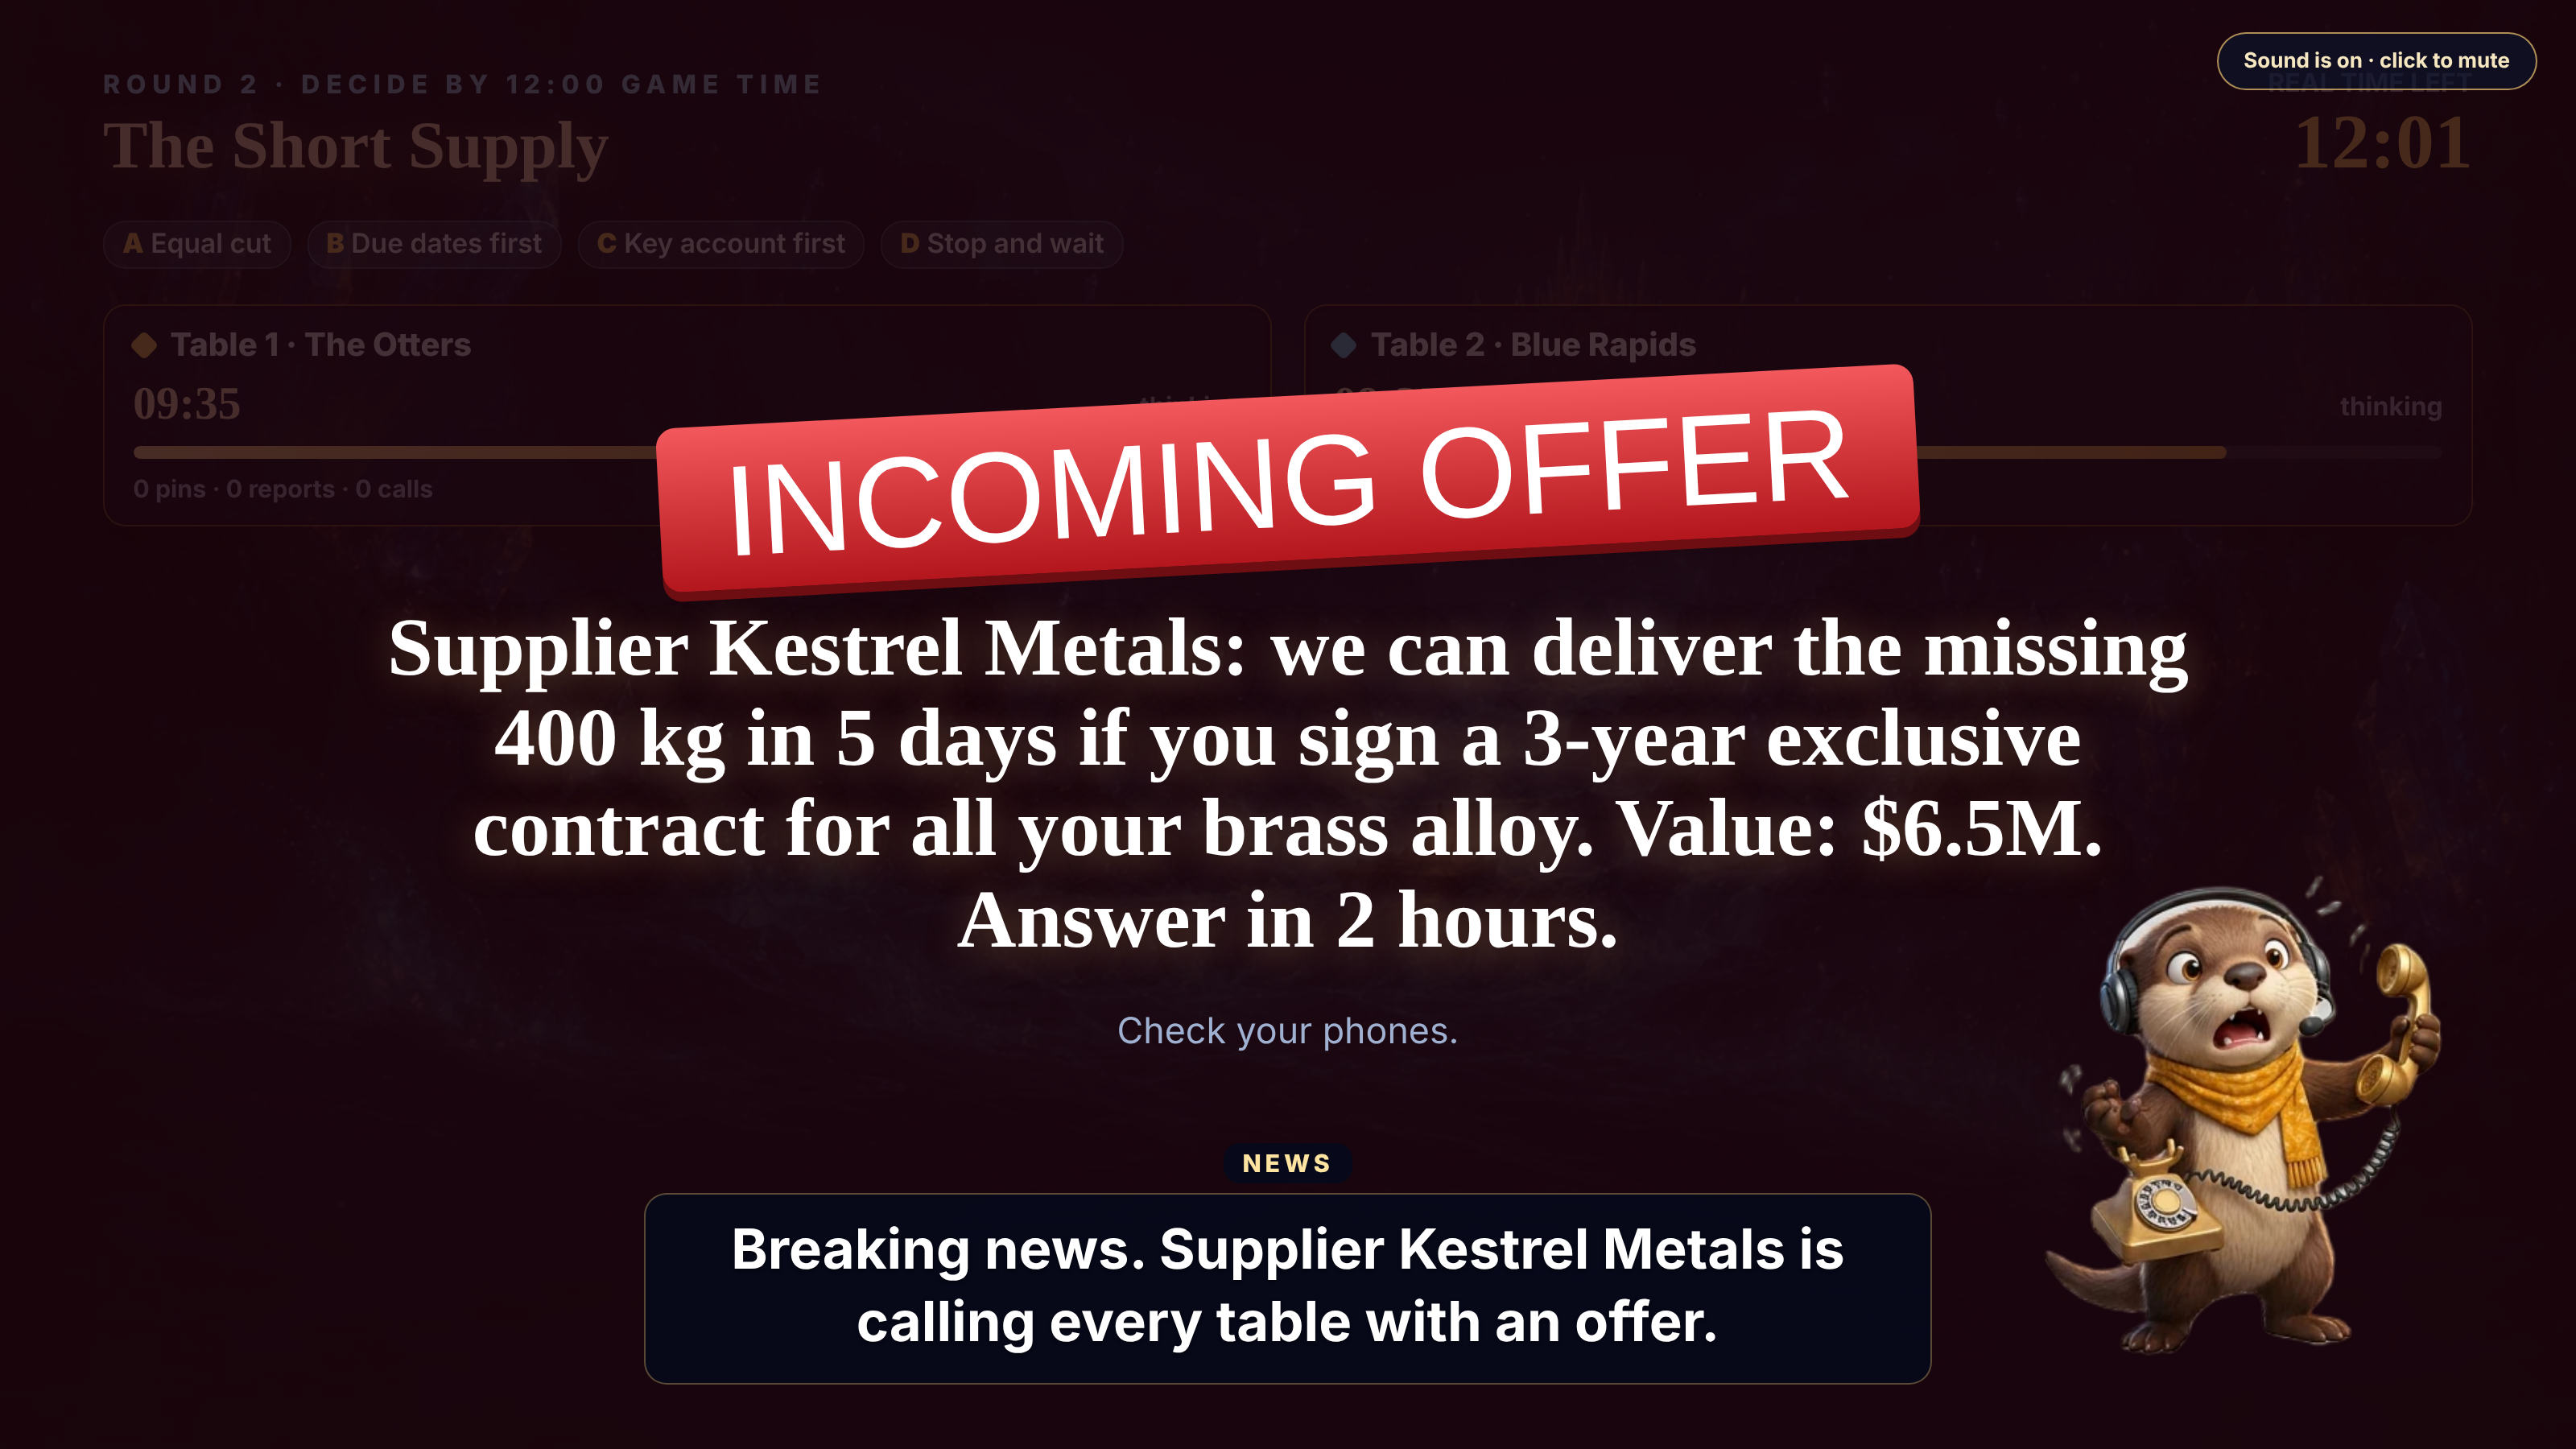 Sound is on · click to mute
ROUND 2 · DECIDE BY 12:00 GAME TIME
REAL TIME LEFT
The Short Supply
12:01
A Equal cut
B Due dates first
C Key account first
D Stop and wait
Table 1 · The Otters
Table 2 · Blue Rapids
09:35
thinking
0 pins · 0 reports · 0 calls
INCOMING OFFER
Supplier Kestrel Metals: we can deliver the missing
400 kg in 5 days if you sign a 3-year exclusive
contract for all your brass alloy. Value: $6.5M.
Answer in 2 hours.
Check your phones.
NEWS
Breaking news. Supplier Kestrel Metals is
calling every table with an offer.